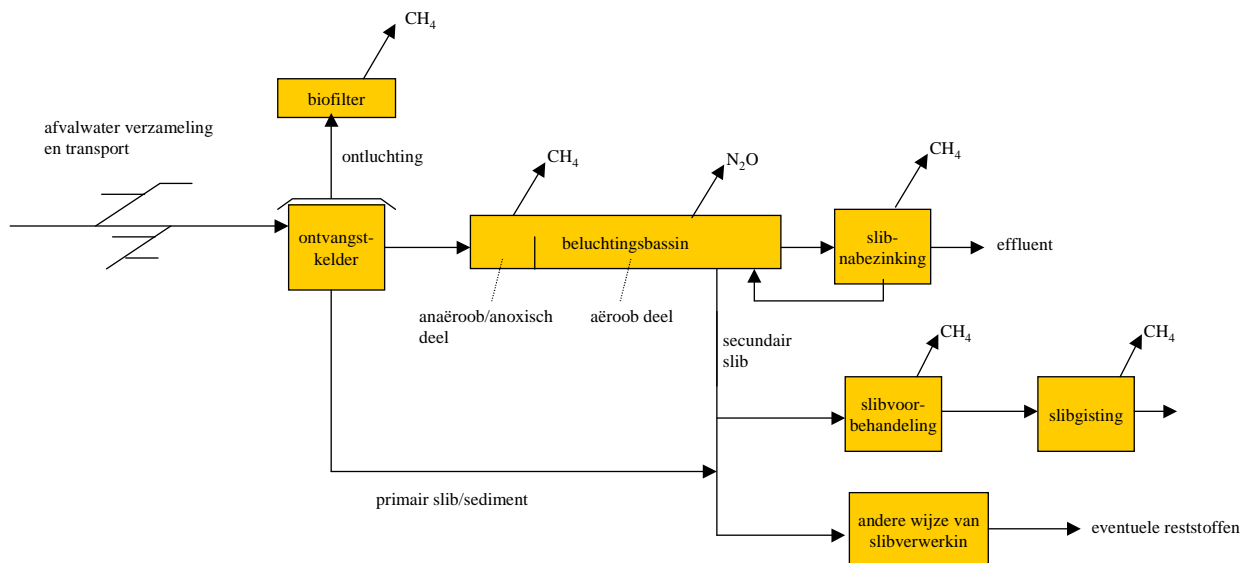 CH₄
biofilter
afvalwater verzameling
en transport
ontluchting
CH₄
N₂O
CH₄
ontvangst-
kelder
beluchtingsbassin
slib-
nabezinking
effluent
anaëroob/anoxisch
deel
aëroob deel
secundair
slib
CH₄
CH₄
slibvoor-
behandeling
slibgisting
primair slib/sediment
andere wijze van
slibverwerkin
eventuele reststoffen